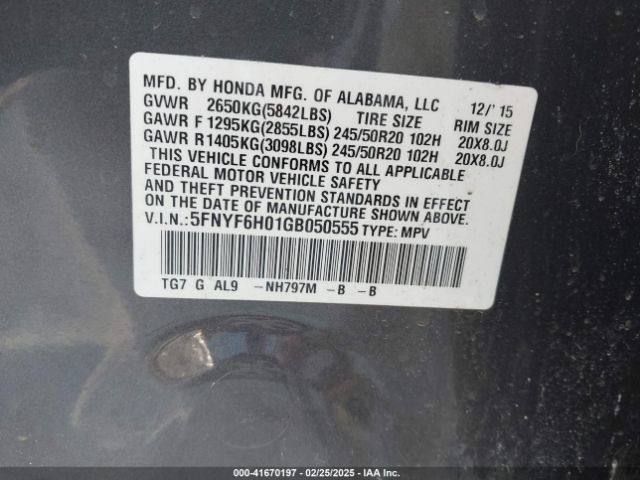 MFD. BY HONDA MFG. OF ALABAMA, LLC 12/'15
GVWR 2650KG(5842LBS) TIRE SIZE RIM SIZE
GAWR F 1295KG(2855LBS) 245/50R20 102H 20X8.0J
GAWR R 1405KG(3098LBS) 245/50R20 102H 20X8.0J
THIS VEHICLE CONFORMS TO ALL APPLICABLE
FEDERAL MOTOR VEHICLE SAFETY
AND THEFT PREVENTION STANDARDS IN EFFECT
ON THE DATE OF MANUFACTURE SHOWN ABOVE.
V.I.N.:5FNYF6H01GB050555 TYPE: MPV
TG7 G AL9 -NH797M -B -B
000-41670197 - 02/25/2025 - IAA Inc.